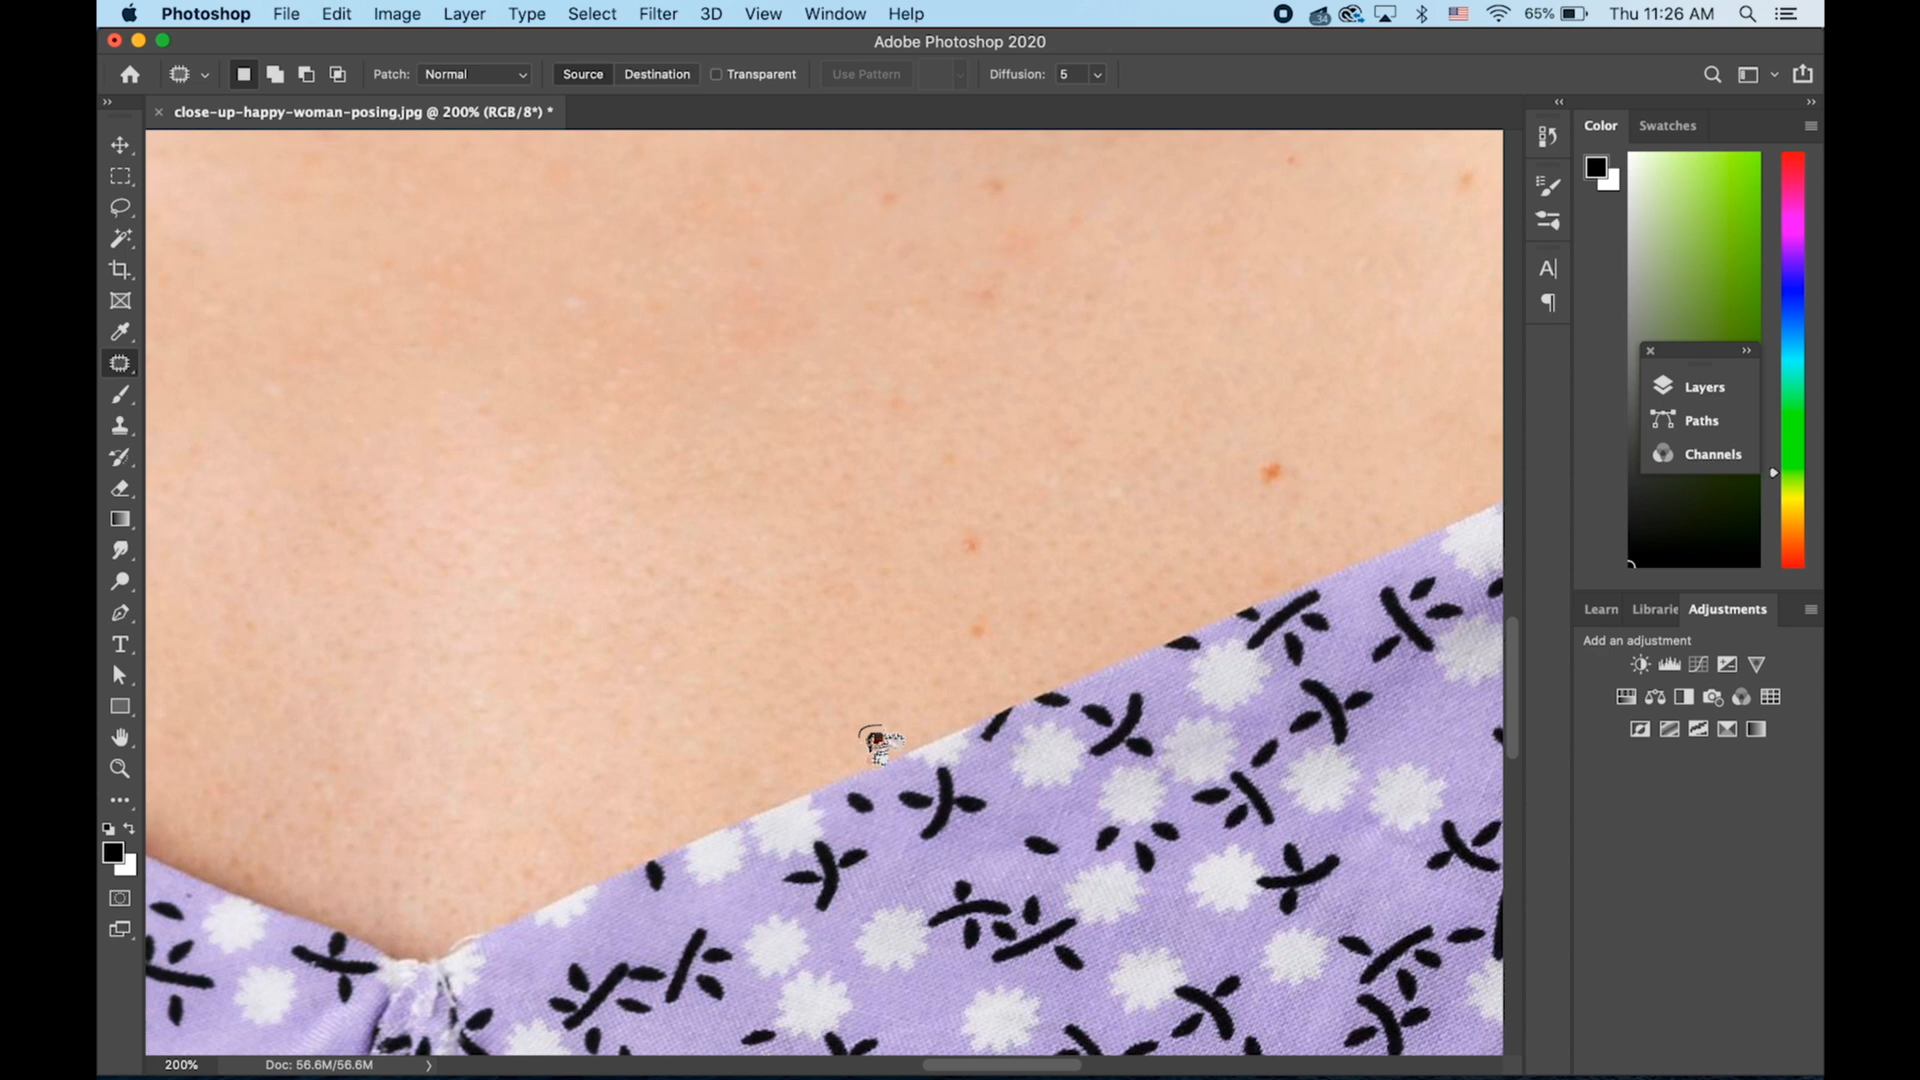 Photoshop File Edit Image Layer Type Select Filter 3D View Window Help 34 65% Thu 11:26 AM
Adobe Photoshop 2020
Patch: Normal Source Destination Transparent Use Pattern Diffusion: 5
close-up-happy-woman-posing.jpg @ 200% (RGB/8*) *
Color Swatches
Layers
Paths
Channels
Learn Librarie Adjustments
Add an adjustment
200% Doc: 56.6M/56.6M